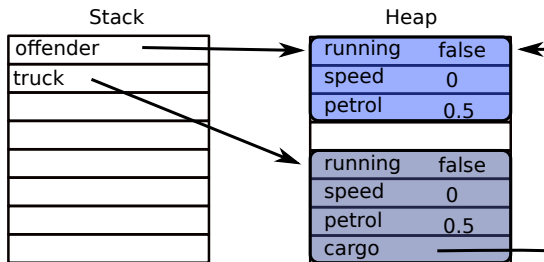 Stack
offender
truck
Heap
running false
speed 0
petrol 0.5
running false
speed 0
petrol 0.5
cargo